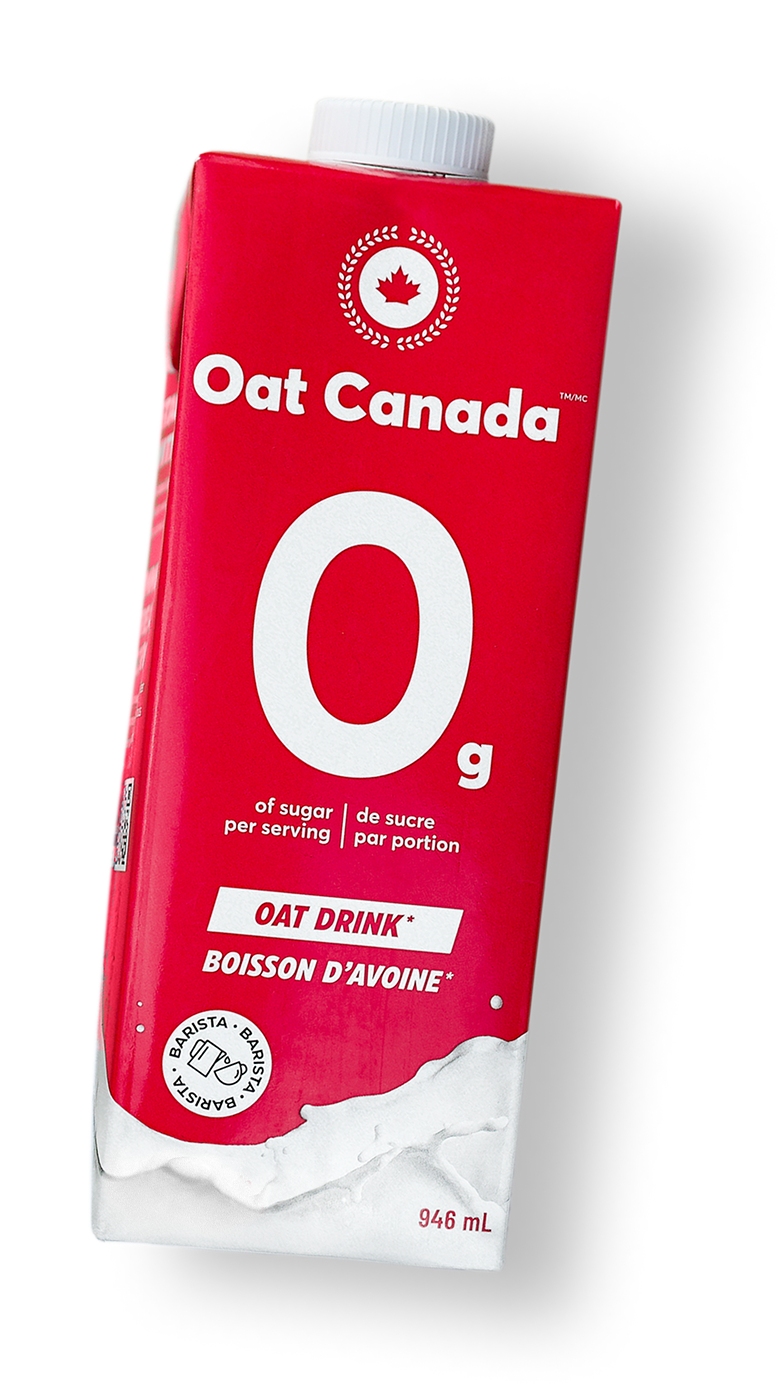 Oat Canada TM/MC
0 g
of sugar
per serving
de sucre
par portion
OAT DRINK*
BOISSON D'AVOINE*
BARISTA · BARISTA · BARISTA ·
946 mL